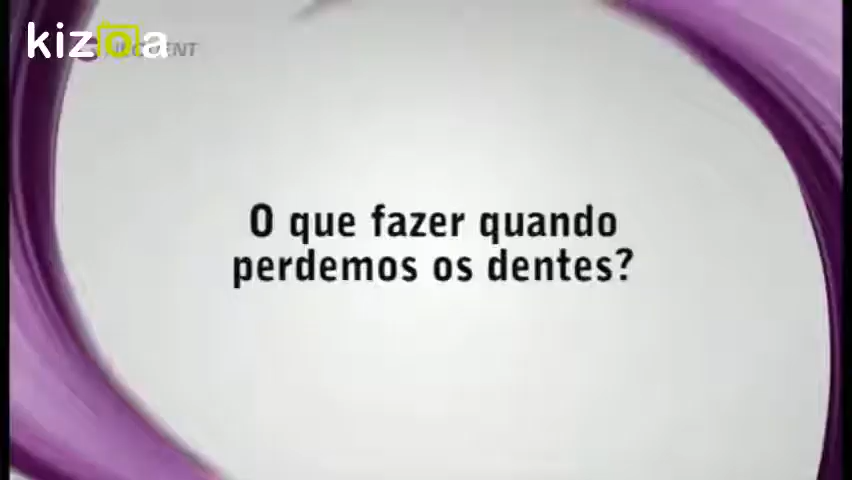 kizoa
O que fazer quando
perdemos os dentes?